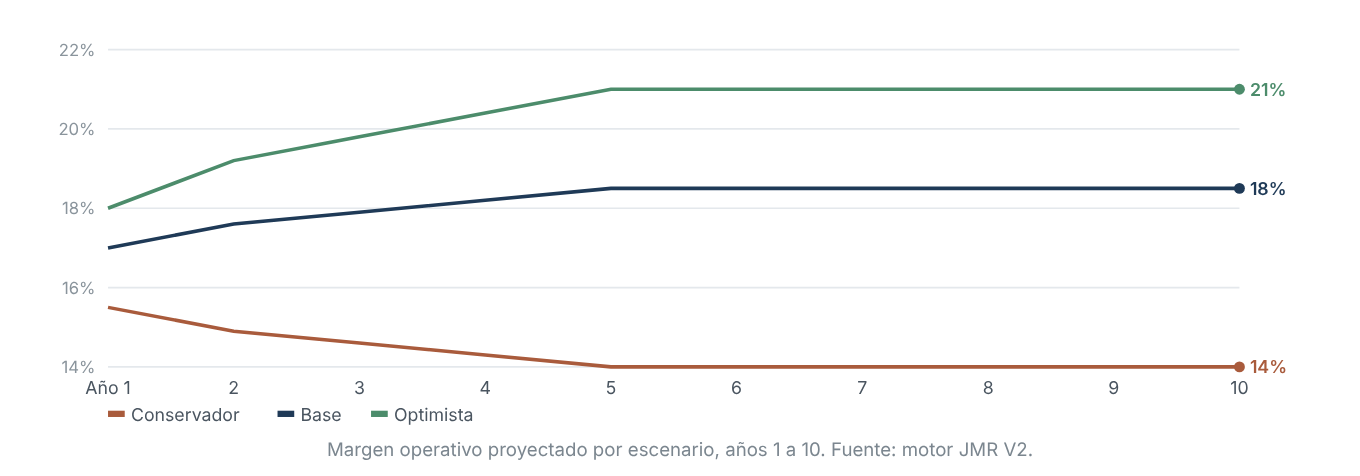 22%
21%
20%
18%
18%
16%
14%
14%
Año 1 2 3 4 5 6 7 8 9 10
Conservador Base Optimista
Margen operativo proyectado por escenario, años 1 a 10. Fuente: motor JMR V2.